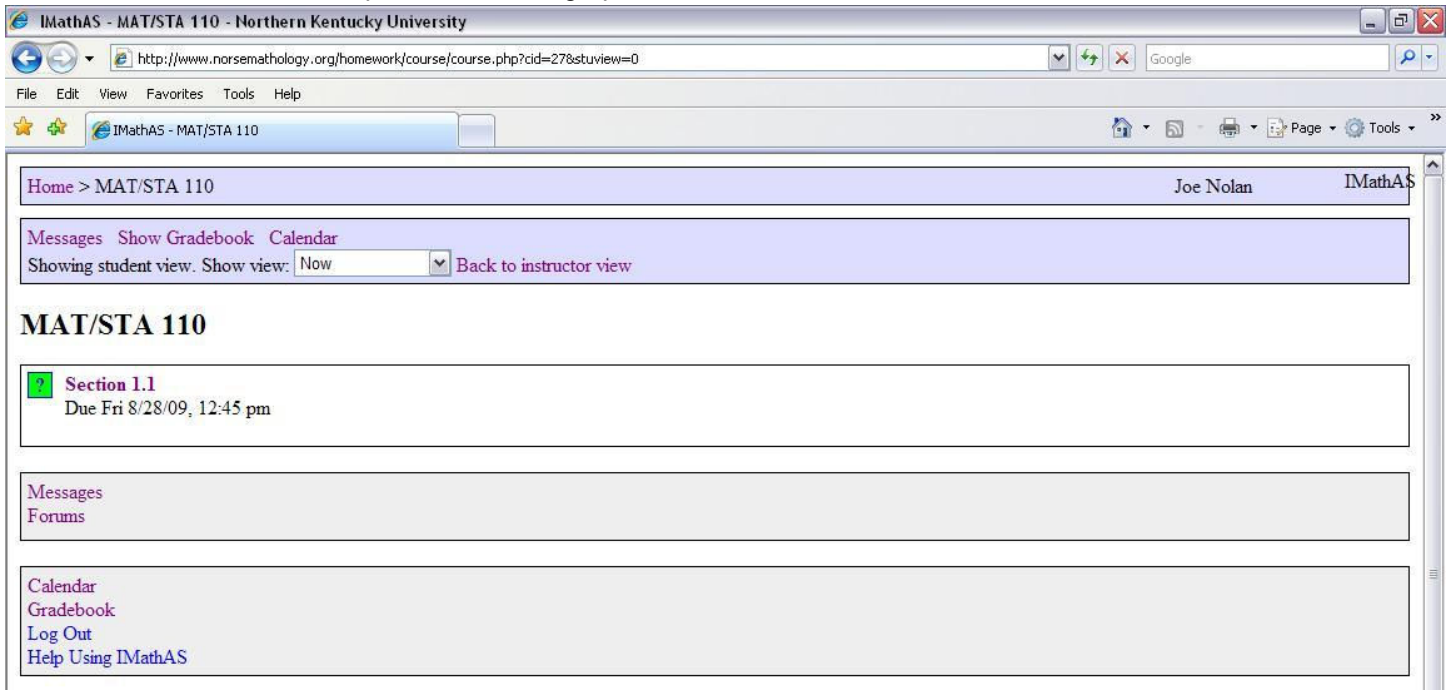 IMathAS - MAT/STA 110 - Northern Kentucky University
http://www.norsemathology.org/homework/course/course.php?cid=27&stuview=0
Google
File Edit View Favorites Tools Help
IMathAS - MAT/STA 110
Page Tools
Home > MAT/STA 110
Joe Nolan
IMathAS
Messages Show Gradebook Calendar
Showing student view. Show view: Now Back to instructor view
MAT/STA 110
? Section 1.1
Due Fri 8/28/09, 12:45 pm
Messages
Forums
Calendar
Gradebook
Log Out
Help Using IMathAS